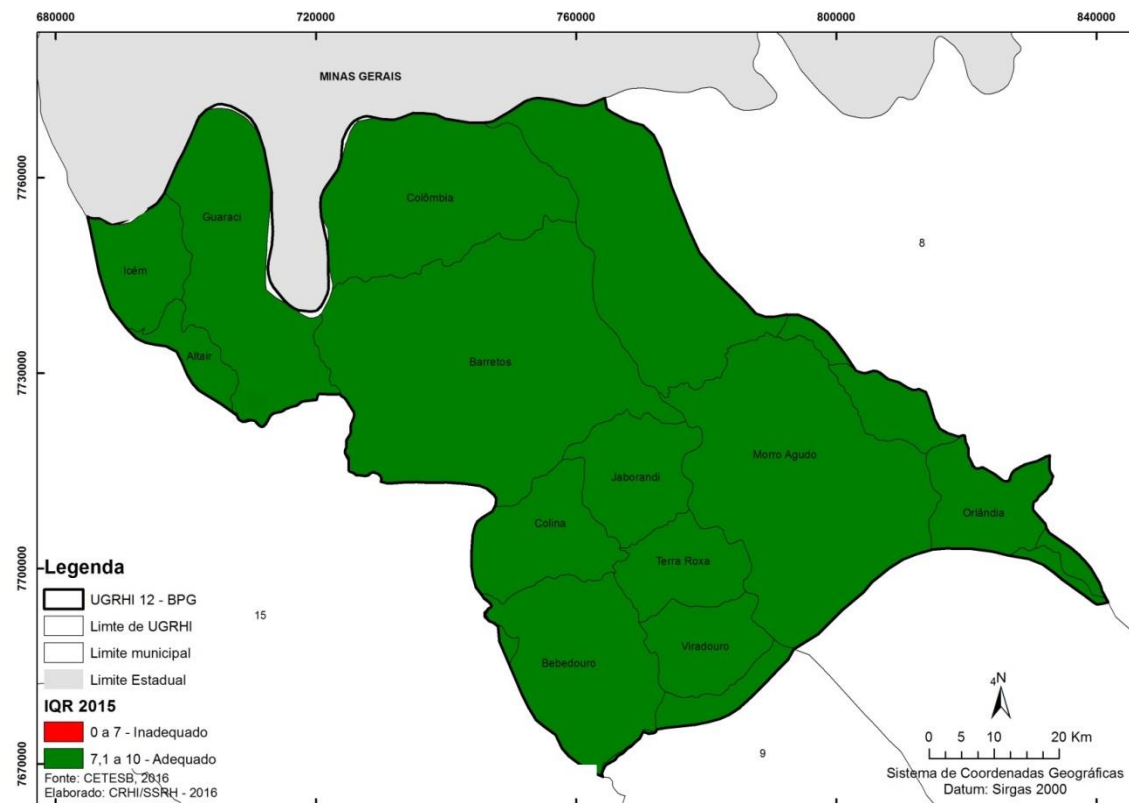 680000
720000
760000
800000
840000
MINAS GERAIS
7760000
7730000
7700000
7670000
Colômbia
Guaraci
8
Icém
Altair
Barretos
Morro Agudo
Jaborandi
Orlândia
Colina
Terra Roxa
15
Viradouro
Bebedouro
9
Legenda
UGRHI 12 - BPG
Limte de UGRHI
Limite municipal
Limite Estadual
IQR 2015
0 a 7 - Inadequado
7,1 a 10 - Adequado
Fonte: CETESB, 2016
Elaborado: CRHI/SSRH - 2016
4 N
0 5 10 20 Km
Sistema de Coordenadas Geográficas
Datum: Sirgas 2000